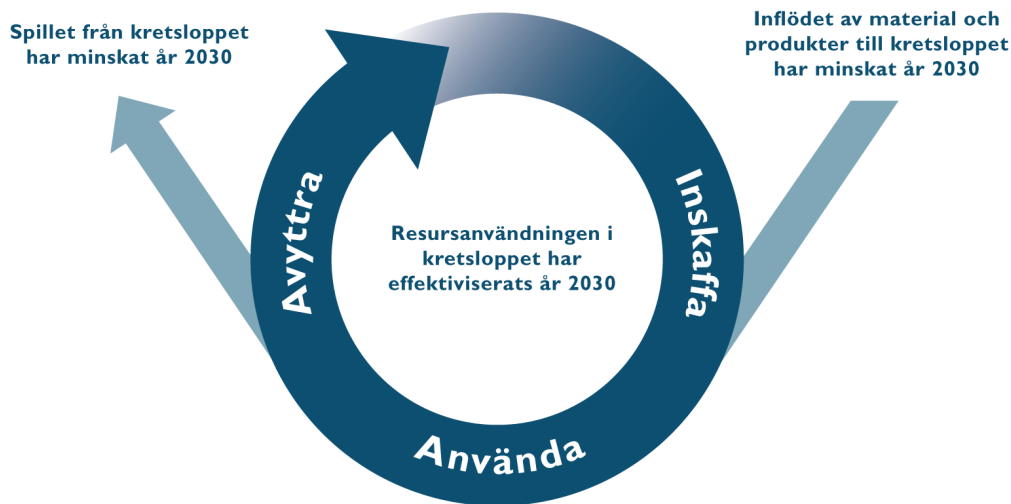 Spillet från kretsloppet
har minskat år 2030
Inflödet av material och
produkter till kretsloppet
har minskat år 2030
Avyttra
Inskaffa
Resursanvändningen i
kretsloppet har
effektiviserats år 2030
Använda